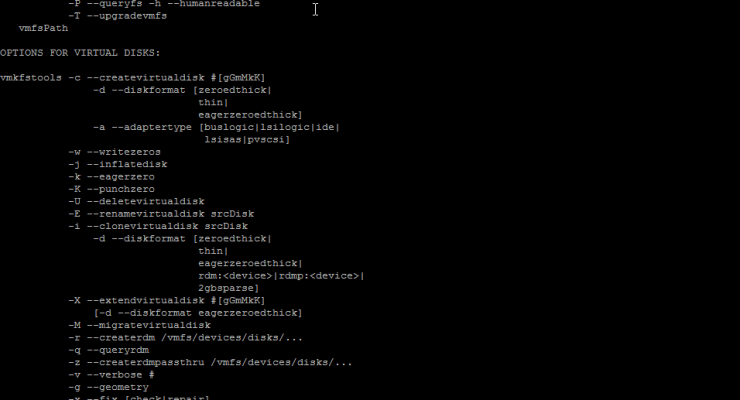 -P --queryfs -h --humanreadable
-T --upgradevmfs
vmfsPath
OPTIONS FOR VIRTUAL DISKS:
vmkfstools -c --createvirtualdisk #[gGmMkK]
-d --diskformat [zeroedthick|
thin|
eagerzeroedthick]
-a --adaptertype [buslogic|lsilogic|ide|
lsisas|pvscsi]
-w --writezeros
-j --inflatedisk
-k --eagerzero
-K --punchzero
-U --deletevirtualdisk
-E --renamevirtualdisk srcDisk
-i --clonevirtualdisk srcDisk
-d --diskformat [zeroedthick|
thin|
eagerzeroedthick|
rdm:<device>|rdmp:<device>|
2gbsparse]
-X --extendvirtualdisk #[gGmMkK]
[-d --diskformat eagerzeroedthick]
-M --migratevirtualdisk
-r --createrdm /vmfs/devices/disks/...
-q --queryrdm
-z --createrdmpassthru /vmfs/devices/disks/...
-v --verbose #
-g --geometry
-x --fix [check|repair]